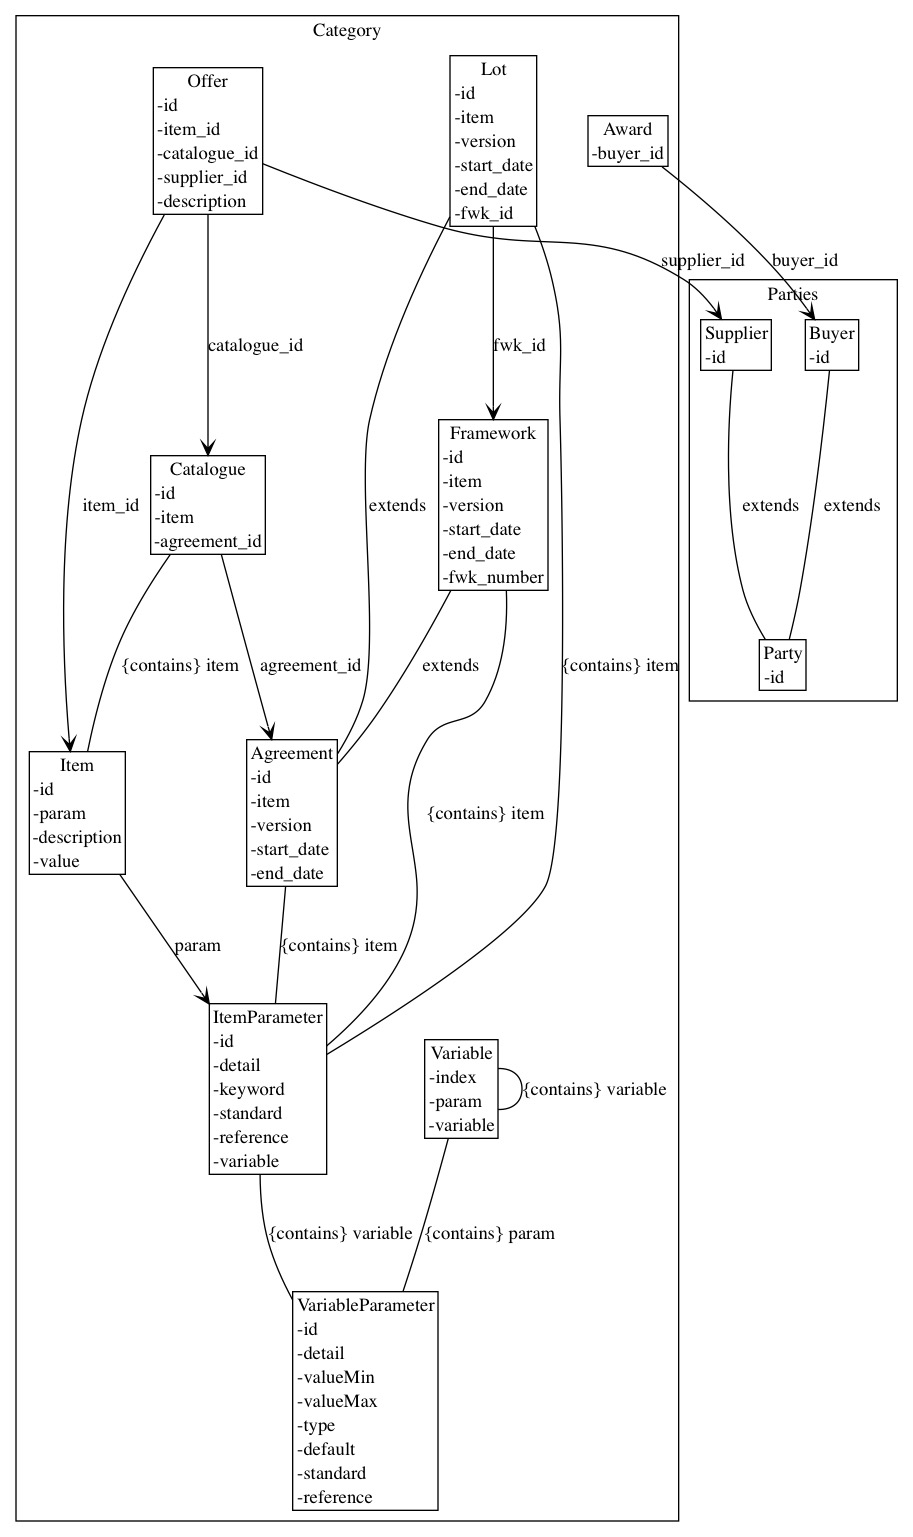 Category
Offer
-id
-item_id
-catalogue_id
-supplier_id
-description
Lot
-id
-item
-version
-start_date
-end_date
-fwk_id
Award
-buyer_id
supplier_id
buyer_id
Parties
Supplier
-id
Buyer
-id
catalogue_id
fwk_id
Catalogue
-id
-item
-agreement_id
Framework
-id
-item
-version
-start_date
-end_date
-fwk_number
item_id
extends
extends
extends
{contains} item
agreement_id
extends
{contains} item
Party
-id
Item
-id
-param
-description
-value
Agreement
-id
-item
-version
-start_date
-end_date
{contains} item
param
{contains} item
ItemParameter
-id
-detail
-keyword
-standard
-reference
-variable
Variable
-index
-param
-variable
{contains} variable
{contains} variable
{contains} param
VariableParameter
-id
-detail
-valueMin
-valueMax
-type
-default
-standard
-reference